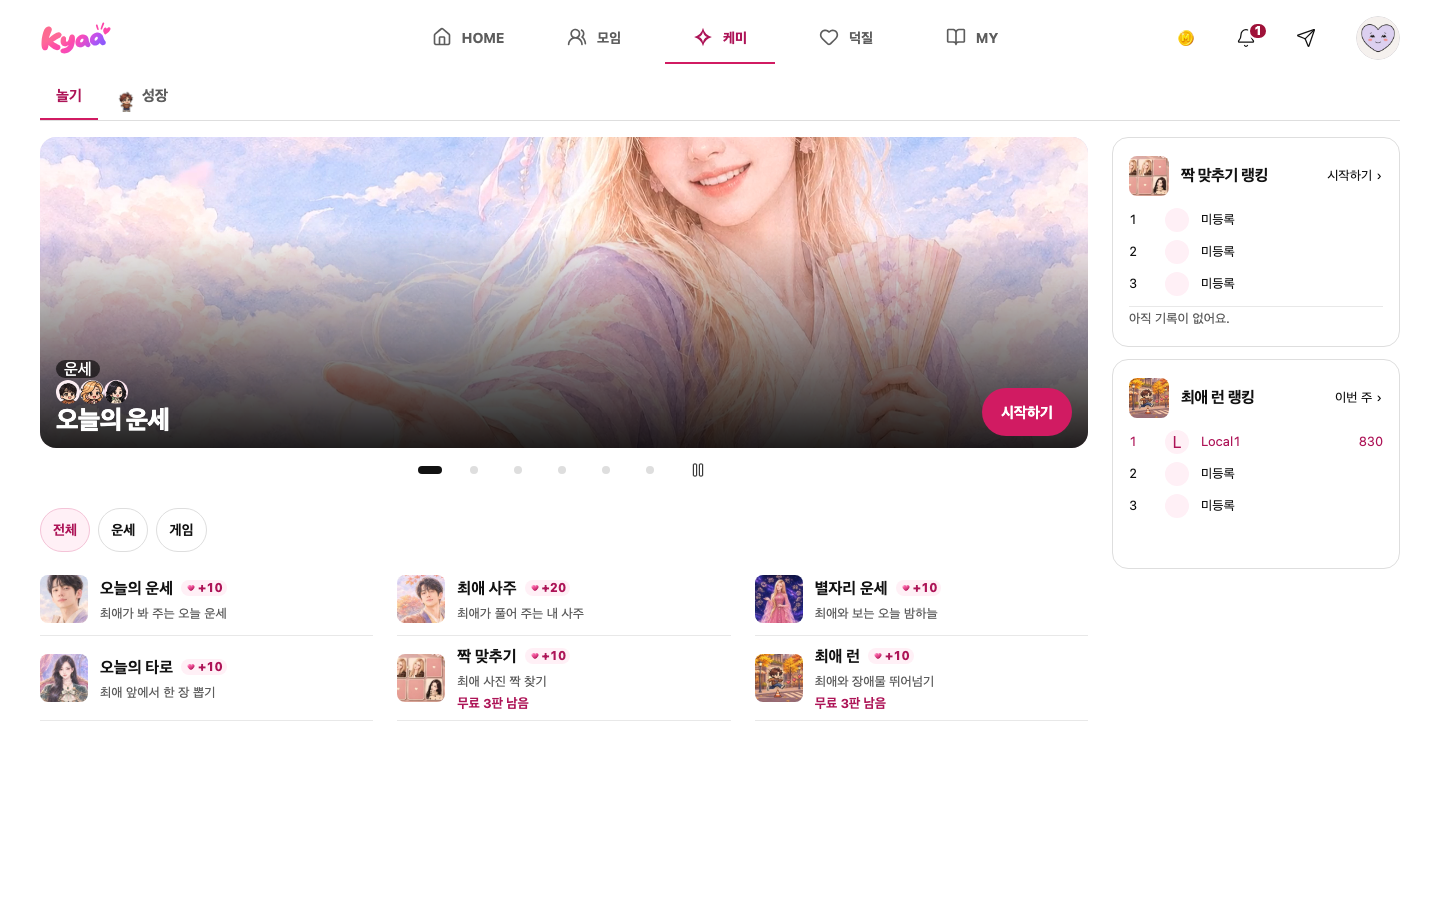 kyaa
HOME
모임
케미
덕질
MY
1
놀기
성장
운세
오늘의 운세
시작하기
짝 맞추기 랭킹
시작하기 ›
1 미등록
2 미등록
3 미등록
아직 기록이 없어요.
최애 런 랭킹
이번 주 ›
1 L Local1 830
2 미등록
3 미등록
전체
운세
게임
오늘의 운세 +10
최애가 봐 주는 오늘 운세
최애 사주 +20
최애가 풀어 주는 내 사주
별자리 운세 +10
최애와 보는 오늘 밤하늘
오늘의 타로 +10
최애 앞에서 한 장 뽑기
짝 맞추기 +10
최애 사진 짝 찾기
무료 3판 남음
최애 런 +10
최애와 장애물 뛰어넘기
무료 3판 남음